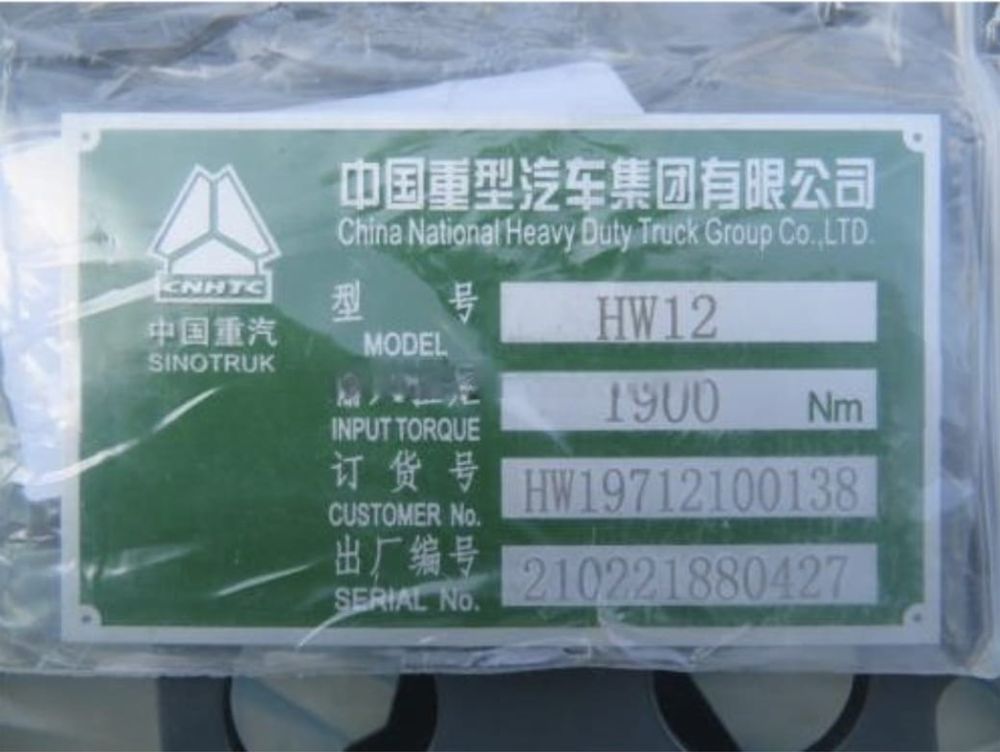 中国重型汽车集团有限公司
China National Heavy Duty Truck Group Co.,LTD.
CNHTC
中国重汽
SINOTRUK
型 号
MODEL
HW12
INPUT TORQUE
1900 Nm
订 货 号
CUSTOMER No.
HW19712100138
出厂编号
SERIAL No.
210221880427